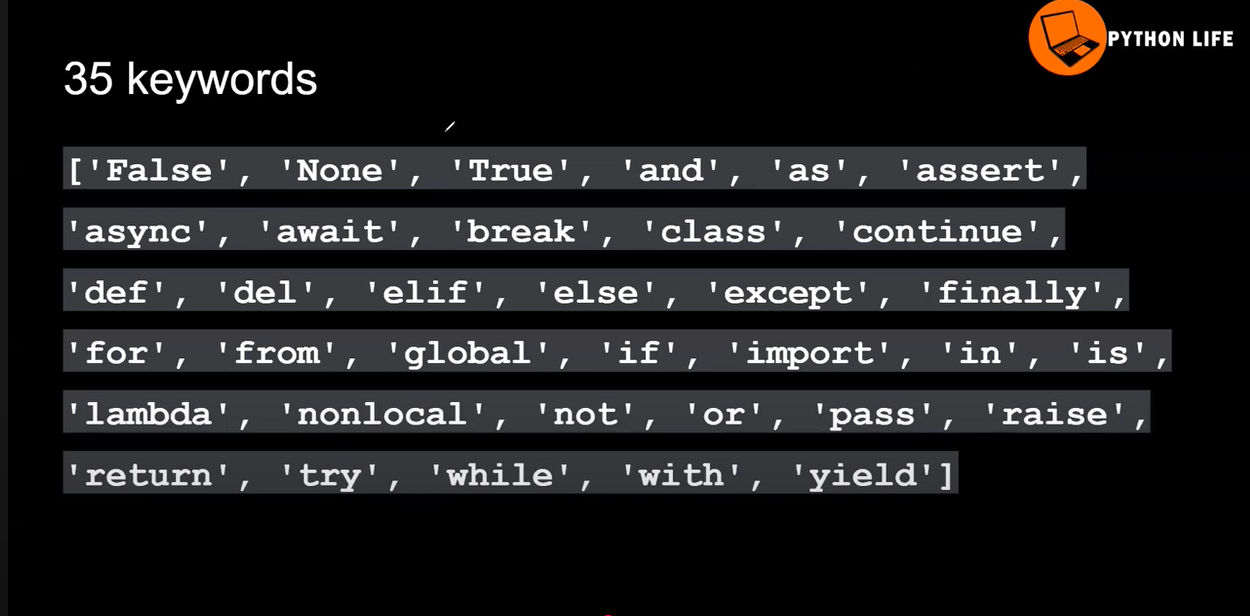 PYTHON LIFE
35 keywords
['False', 'None', 'True', 'and', 'as', 'assert',
'async', 'await', 'break', 'class', 'continue',
'def', 'del', 'elif', 'else', 'except', 'finally',
'for', 'from', 'global', 'if', 'import', 'in', 'is',
'lambda', 'nonlocal', 'not', 'or', 'pass', 'raise',
'return', 'try', 'while', 'with', 'yield']